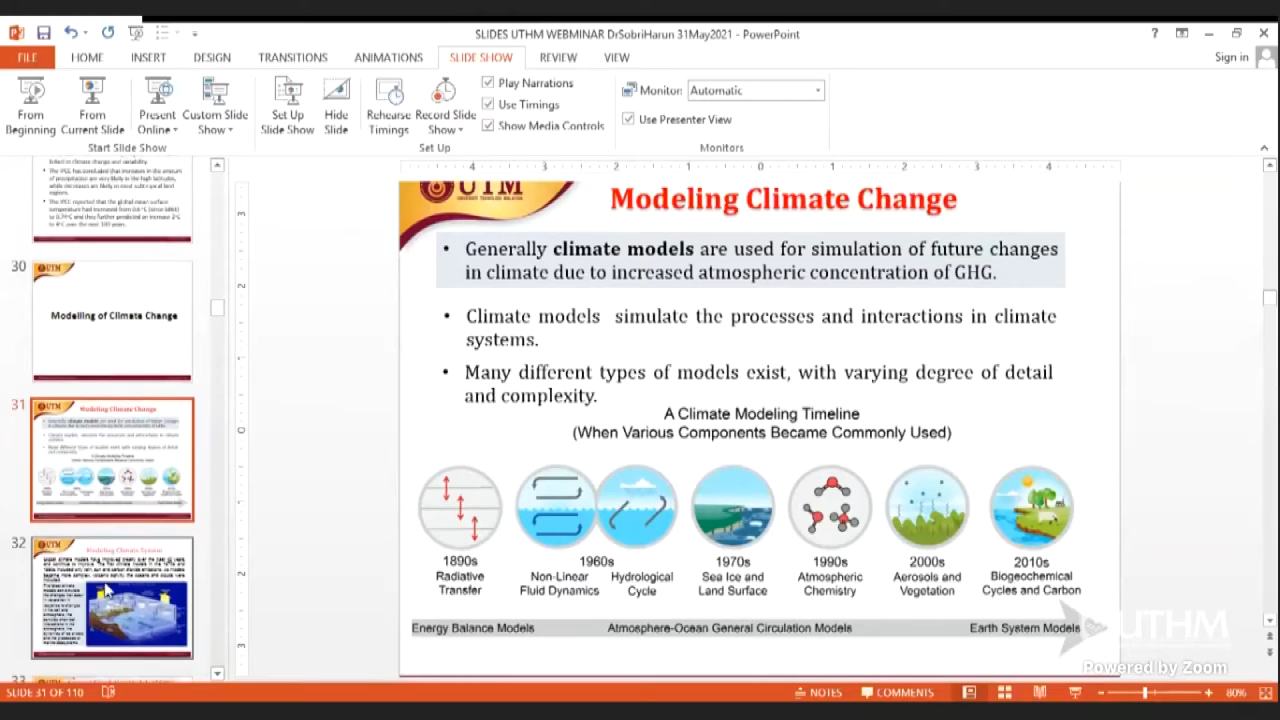 SLIDES UTHM WEBMINAR DrSobriHarun 31May2021 - PowerPoint
FILE HOME INSERT DESIGN TRANSITIONS ANIMATIONS SLIDE SHOW REVIEW VIEW Sign in
From Beginning
From Current Slide
Present Online
Custom Slide Show
Set Up Slide Show
Hide Slide
Rehearse Timings
Record Slide Show
Play Narrations
Use Timings
Show Media Controls
Monitor: Automatic
Use Presenter View
Start Slide Show
Set Up
Monitors
30
Modelling of Climate Change
31
Modeling Climate Change
32
Modeling Climate System
UTM
Modeling Climate Change
• Generally climate models are used for simulation of future changes
in climate due to increased atmospheric concentration of GHG.
• Climate models simulate the processes and interactions in climate
systems.
• Many different types of models exist, with varying degree of detail
and complexity.
A Climate Modeling Timeline
(When Various Components Became Commonly Used)
1890s
Radiative
Transfer
1960s
Non-Linear
Fluid Dynamics
Hydrological
Cycle
1970s
Sea Ice and
Land Surface
1990s
Atmospheric
Chemistry
2000s
Aerosols and
Vegetation
2010s
Biogeochemical
Cycles and Carbon
Energy Balance Models
Atmosphere-Ocean General Circulation Models
Earth System Models
UTHM
Powered by Zoom
SLIDE 31 OF 110
NOTES
COMMENTS
80%